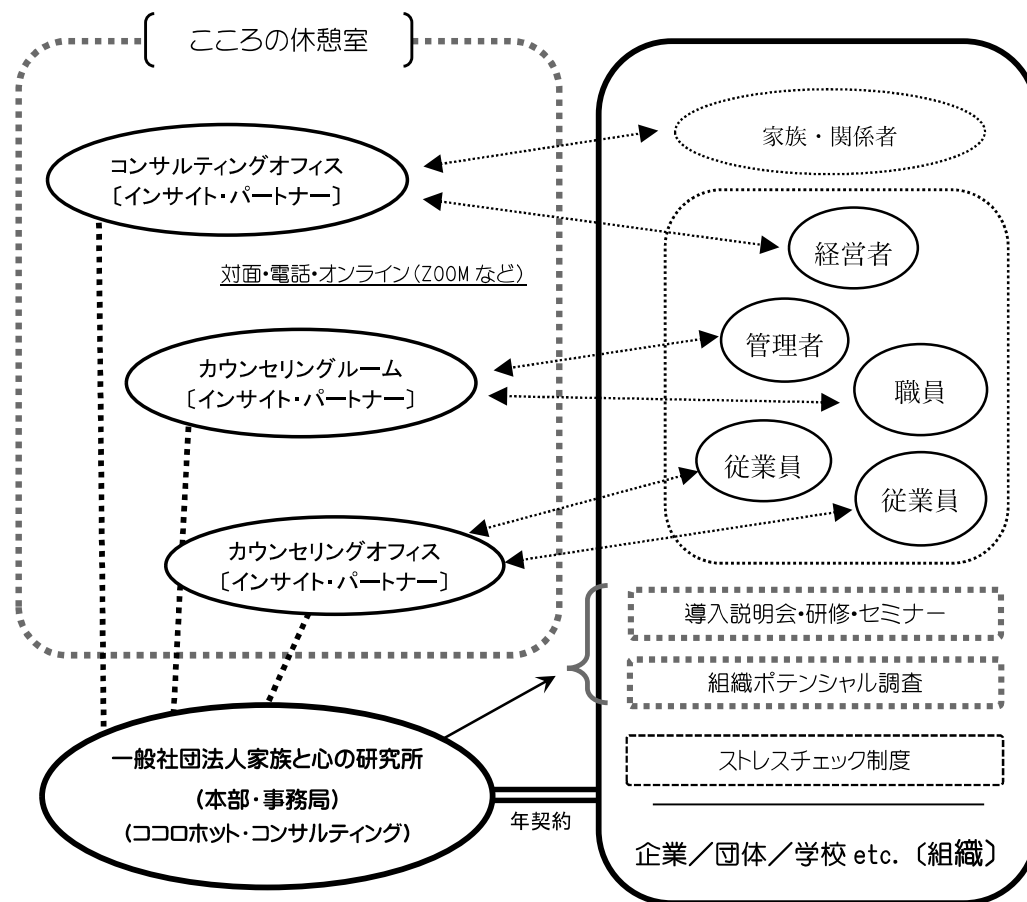 こころの休憩室
コンサルティングオフィス
〔インサイト・パートナー〕
対面・電話・オンライン(ZOOMなど)
カウンセリングルーム
〔インサイト・パートナー〕
カウンセリングオフィス
〔インサイト・パートナー〕
一般社団法人家族と心の研究所
(本部・事務局)
(ココロホット・コンサルティング)
年契約
家族・関係者
経営者
管理者
職員
従業員
従業員
導入説明会・研修・セミナー
組織ポテンシャル調査
ストレスチェック制度
企業／団体／学校 etc.〔組織〕